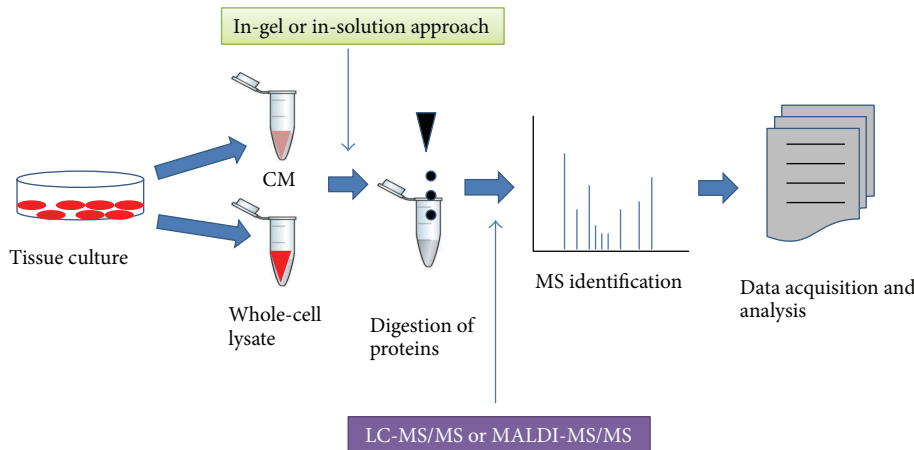 In-gel or in-solution approach
CM
Tissue culture
Whole-cell
lysate
Digestion of
proteins
MS identification
Data acquisition and
analysis
LC-MS/MS or MALDI-MS/MS